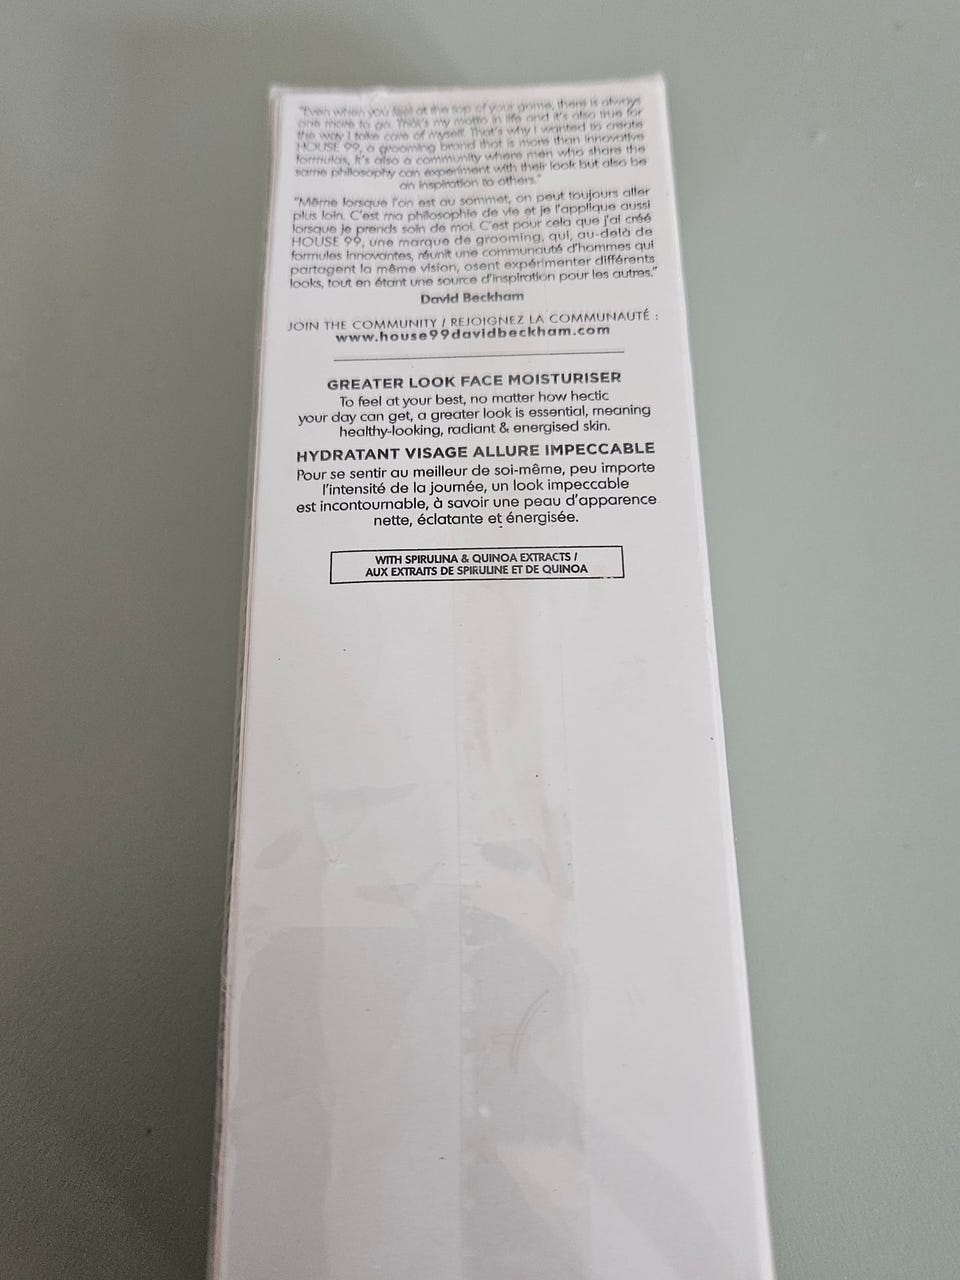 "Even when you feel at the top of your game, there is always
one more to go. That's my motto in life and it's also true for
the way I take care of myself. That's why I wanted to create
HOUSE 99, a grooming brand that is more than innovative
formulas, it's also a community where men who share the
same philosophy can experiment with their look but also be
an inspiration to others."
"Même lorsque l'on est au sommet, on peut toujours aller
plus loin. C'est ma philosophie de vie et je l'applique aussi
lorsque je prends soin de moi. C'est pour cela que j'ai créé
HOUSE 99, une marque de grooming, qui, au-delà de
formules innovantes, réunit une communauté d'hommes qui
partagent la même vision, osent expérimenter différents
looks, tout en étant une source d'inspiration pour les autres."
David Beckham
JOIN THE COMMUNITY / REJOIGNEZ LA COMMUNAUTÉ :
www.house99davidbeckham.com
GREATER LOOK FACE MOISTURISER
To feel at your best, no matter how hectic
your day can get, a greater look is essential, meaning
healthy-looking, radiant & energised skin.
HYDRATANT VISAGE ALLURE IMPECCABLE
Pour se sentir au meilleur de soi-même, peu importe
l'intensité de la journée, un look impeccable
est incontournable, à savoir une peau d'apparence
nette, éclatante et énergisée.
WITH SPIRULINA & QUINOA EXTRACTS /
AUX EXTRAITS DE SPIRULINE ET DE QUINOA